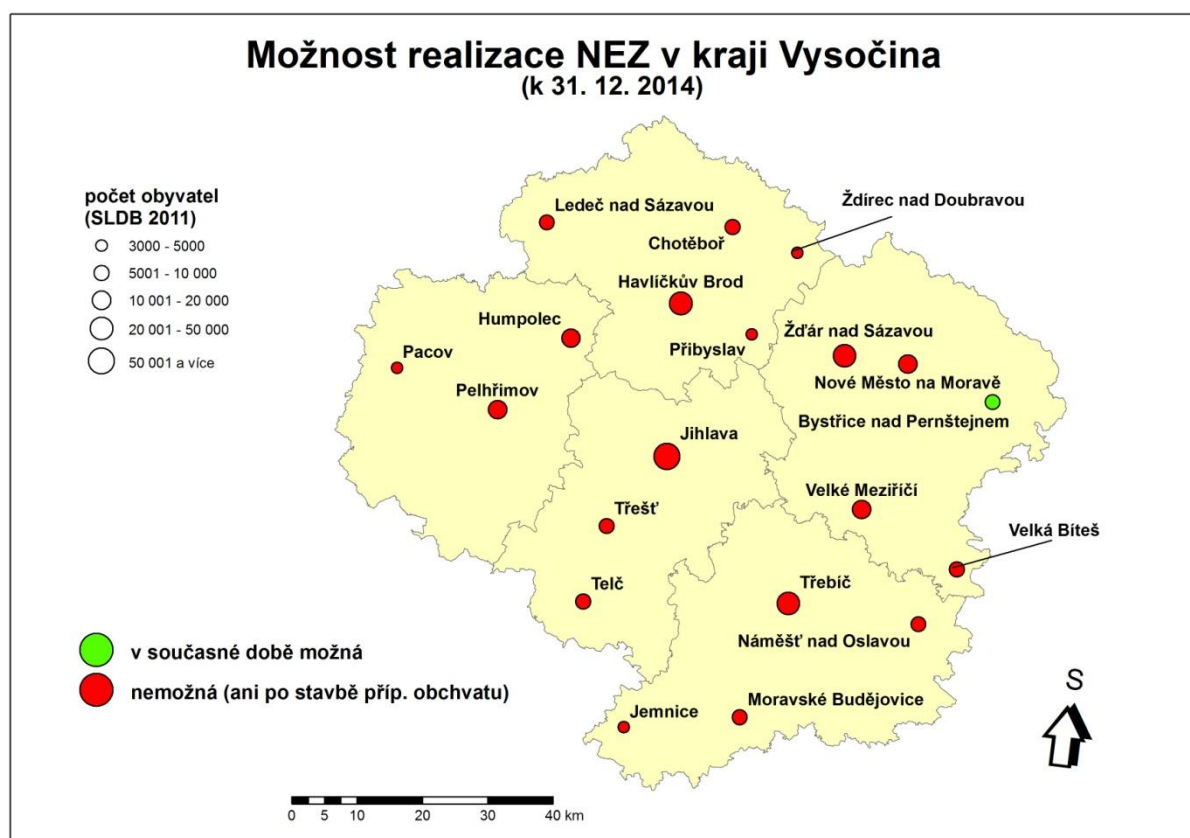 Možnost realizace NEZ v kraji Vysočina
(k 31. 12. 2014)
počet obyvatel
(SLDB 2011)
3000 - 5000
5001 - 10 000
10 001 - 20 000
20 001 - 50 000
50 001 a více
Ledeč nad Sázavou
Ždírec nad Doubravou
Chotěboř
Havlíčkův Brod
Humpolec
Přibyslav
Žďár nad Sázavou
Pacov
Nové Město na Moravě
Pelhřimov
Bystřice nad Pernštejnem
Jihlava
Velké Meziříčí
Třešť
Velká Bíteš
Telč
Třebíč
Náměšť nad Oslavou
v současné době možná
nemožná (ani po stavbě příp. obchvatu)
Jemnice
Moravské Budějovice
S
0 5 10 20 30 40 km